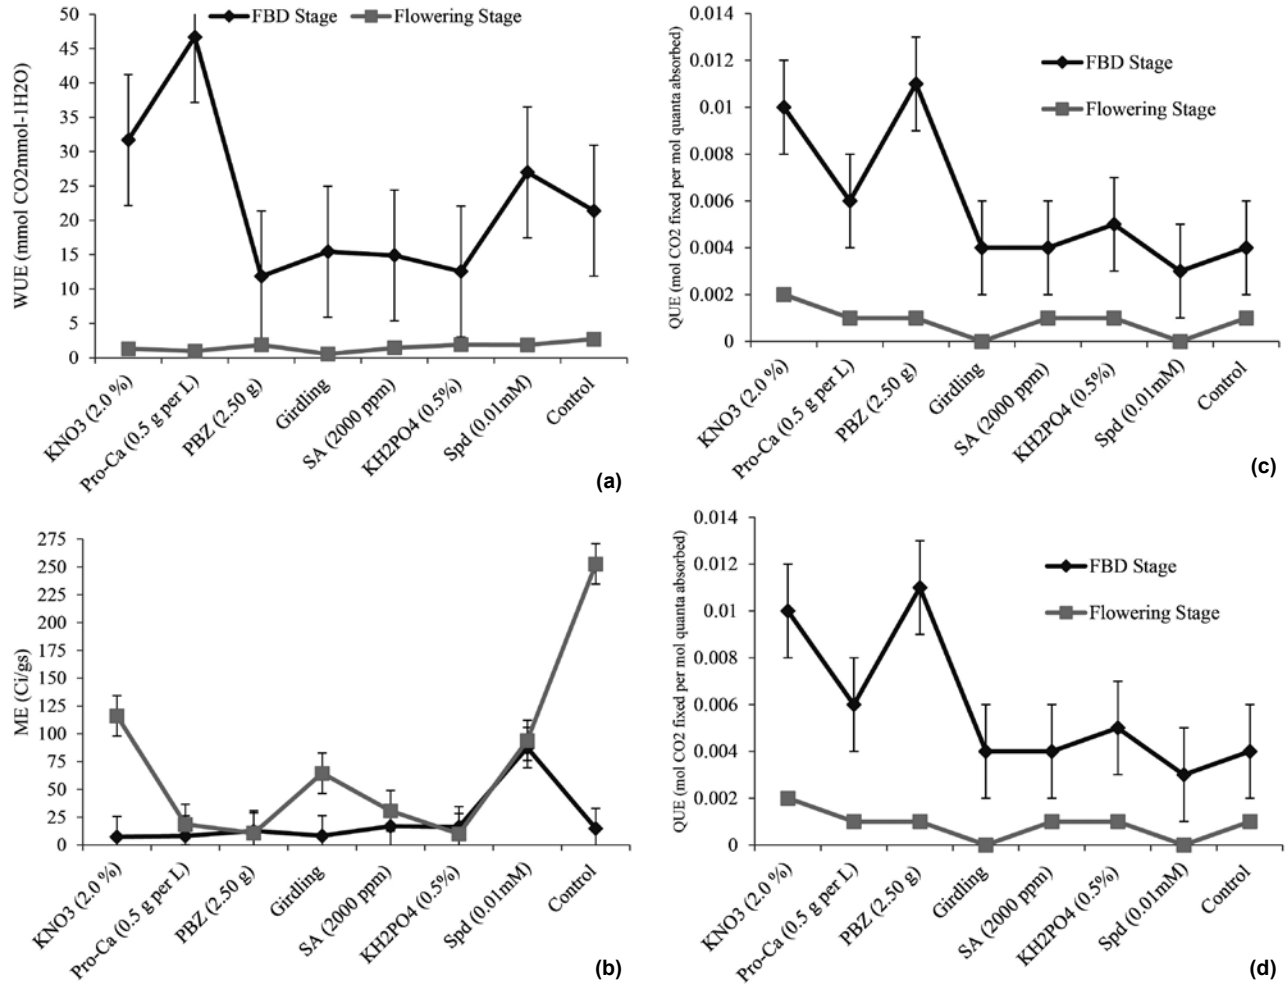 FBD Stage
Flowering Stage
WUE (mmol CO2mmol-1H2O)
50
45
40
35
30
25
20
15
10
5
0
KNO3 (2.0 %)
Pro-Ca (0.5 g per L)
PBZ (2.50 g)
Girdling
SA (2000 ppm)
KH2PO4 (0.5%)
Spd (0.01mM)
Control
(a)
QUE (mol CO2 fixed per mol quanta absorbed)
0.014
0.012
0.01
0.008
0.006
0.004
0.002
0
FBD Stage
Flowering Stage
KNO3 (2.0 %)
Pro-Ca (0.5 g per L)
PBZ (2.50 g)
Girdling
SA (2000 ppm)
KH2PO4 (0.5%)
Spd (0.01mM)
Control
(c)
ME (Ci/gs)
275
250
225
200
175
150
125
100
75
50
25
0
KNO3 (2.0 %)
Pro-Ca (0.5 g per L)
PBZ (2.50 g)
Girdling
SA (2000 ppm)
KH2PO4 (0.5%)
Spd (0.01mM)
Control
(b)
QUE (mol CO2 fixed per mol quanta absorbed)
0.014
0.012
0.01
0.008
0.006
0.004
0.002
0
FBD Stage
Flowering Stage
KNO3 (2.0 %)
Pro-Ca (0.5 g per L)
PBZ (2.50 g)
Girdling
SA (2000 ppm)
KH2PO4 (0.5%)
Spd (0.01mM)
Control
(d)